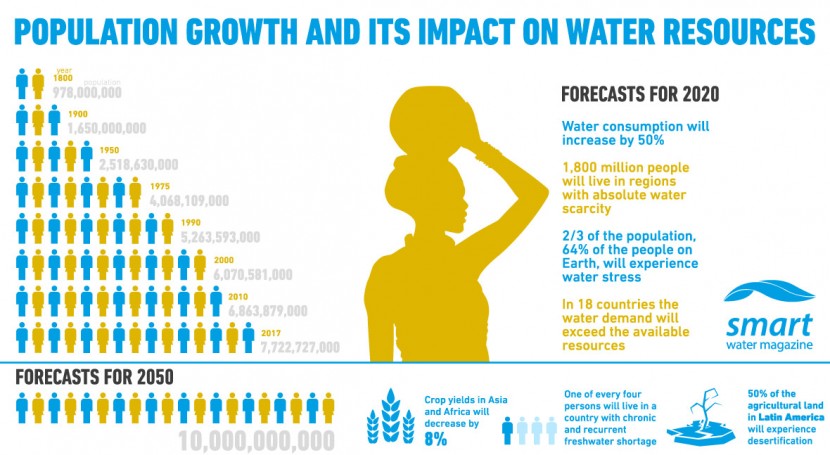 POPULATION GROWTH AND ITS IMPACT ON WATER RESOURCES
year
1800
population
978,000,000
1900
1,650,000,000
1950
2,518,630,000
1975
4,068,109,000
1990
5,263,593,000
2000
6,070,581,000
2010
6,863,879,000
2017
7,722,727,000
FORECASTS FOR 2020
Water consumption will
increase by 50%
1,800 million people
will live in regions
with absolute water
scarcity
2/3 of the population,
64% of the people on
Earth, will experience
water stress
In 18 countries the
water demand will
exceed the available
resources
smart
water magazine
FORECASTS FOR 2050
10,000,000,000
Crop yields in Asia
and Africa will
decrease by
8%
One of every four
persons will live in a
country with chronic
and recurrent
freshwater shortage
50% of the
agricultural land
in Latin America
will experience
desertification